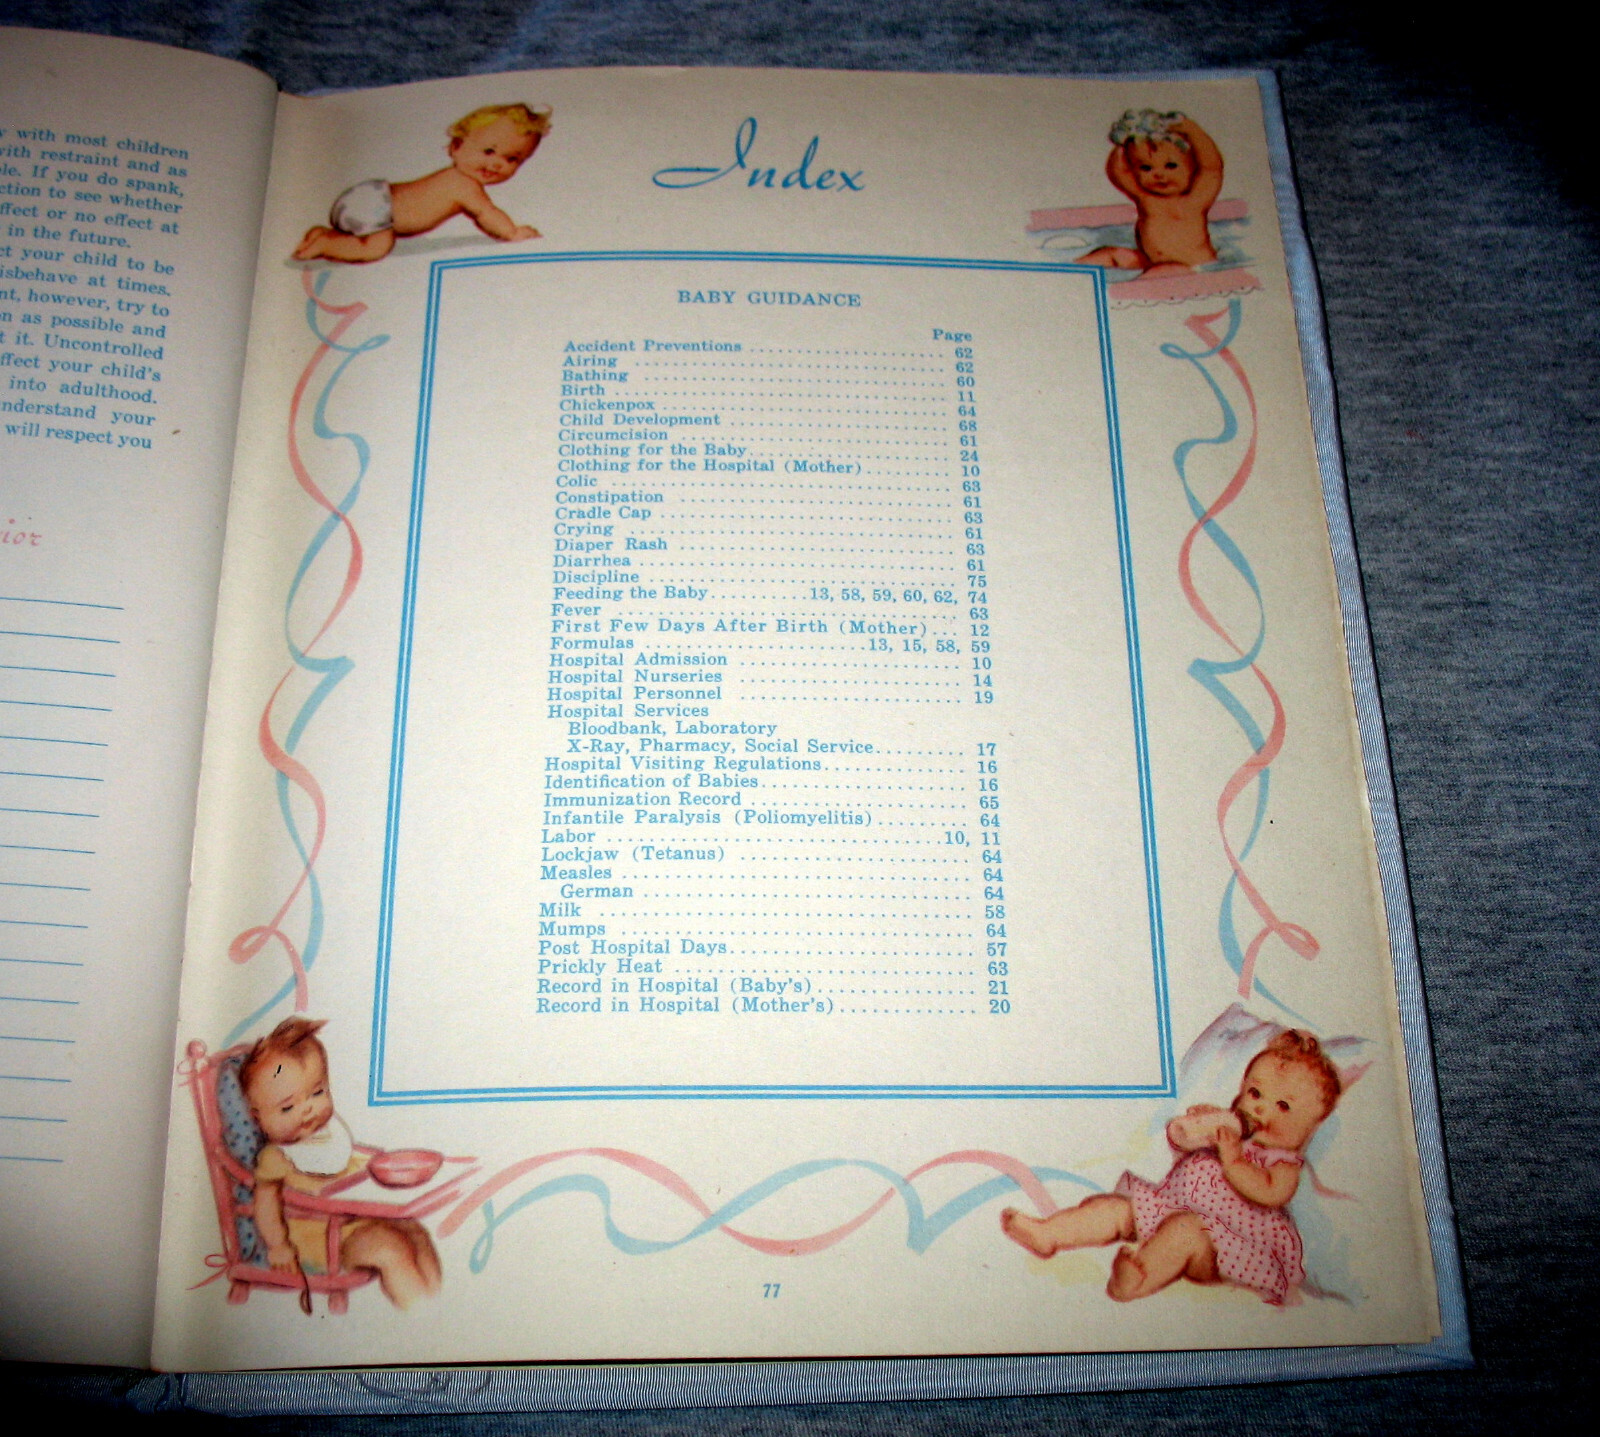 y with most children
with restraint and as
ble. If you do spank,
ction to see whether
ffect or no effect at
in the future.
ct your child to be
isbehave at times.
nt, however, try to
n as possible and
t it. Uncontrolled
ffect your child's
into adulthood.
nderstand your
will respect you
ior
Index
BABY GUIDANCE
Page
Accident Preventions ........................ 62
Airing ........................ 62
Bathing ........................ 60
Birth ........................ 11
Chickenpox ........................ 64
Child Development ........................ 68
Circumcision ........................ 61
Clothing for the Baby........................ 24
Clothing for the Hospital (Mother)......... 10
Colic ........................ 63
Constipation ........................ 61
Cradle Cap ........................ 63
Crying ........................ 61
Diaper Rash ........................ 63
Diarrhea ........................ 61
Discipline ........................ 75
Feeding the Baby..........13, 58, 59, 60, 62, 74
Fever ........................ 63
First Few Days After Birth (Mother)... 12
Formulas ........................13, 15, 58, 59
Hospital Admission ........................ 10
Hospital Nurseries ........................ 14
Hospital Personnel ........................ 19
Hospital Services
Bloodbank, Laboratory
X-Ray, Pharmacy, Social Service......... 17
Hospital Visiting Regulations.............. 16
Identification of Babies.................... 16
Immunization Record ...................... 65
Infantile Paralysis (Poliomyelitis)......... 64
Labor ..................................10, 11
Lockjaw (Tetanus) ........................ 64
Measles ........................ 64
German ........................ 64
Milk ........................ 58
Mumps ........................ 64
Post Hospital Days........................ 57
Prickly Heat ........................ 63
Record in Hospital (Baby's)................ 21
Record in Hospital (Mother's)............. 20
77